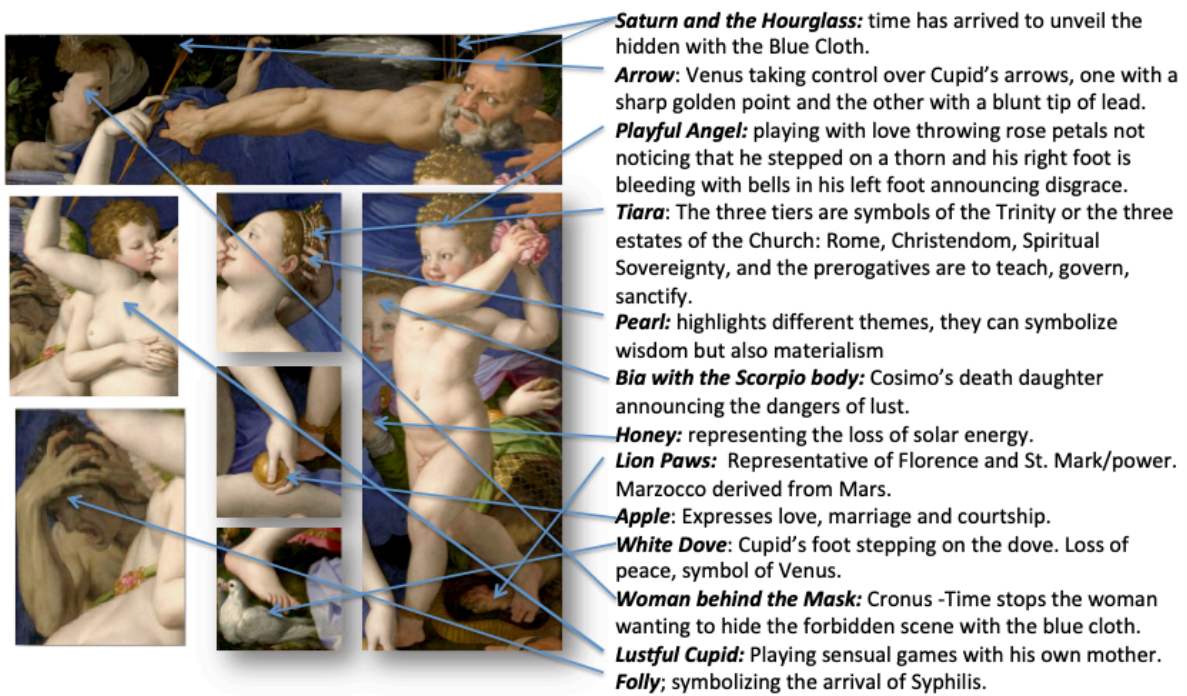 Saturn and the Hourglass: time has arrived to unveil the
hidden with the Blue Cloth.
Arrow: Venus taking control over Cupid’s arrows, one with a
sharp golden point and the other with a blunt tip of lead.
Playful Angel: playing with love throwing rose petals not
noticing that he stepped on a thorn and his right foot is
bleeding with bells in his left foot announcing disgrace.
Tiara: The three tiers are symbols of the Trinity or the three
estates of the Church: Rome, Christendom, Spiritual
Sovereignty, and the prerogatives are to teach, govern,
sanctify.
Pearl: highlights different themes, they can symbolize
wisdom but also materialism
Bia with the Scorpio body: Cosimo’s death daughter
announcing the dangers of lust.
Honey: representing the loss of solar energy.
Lion Paws: Representative of Florence and St. Mark/power.
Marzocco derived from Mars.
Apple: Expresses love, marriage and courtship.
White Dove: Cupid’s foot stepping on the dove. Loss of
peace, symbol of Venus.
Woman behind the Mask: Cronus -Time stops the woman
wanting to hide the forbidden scene with the blue cloth.
Lustful Cupid: Playing sensual games with his own mother.
Folly; symbolizing the arrival of Syphilis.